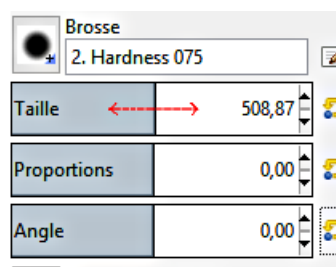 Brosse
2. Hardness 075
Taille 508,87
Proportions 0,00
Angle 0,00